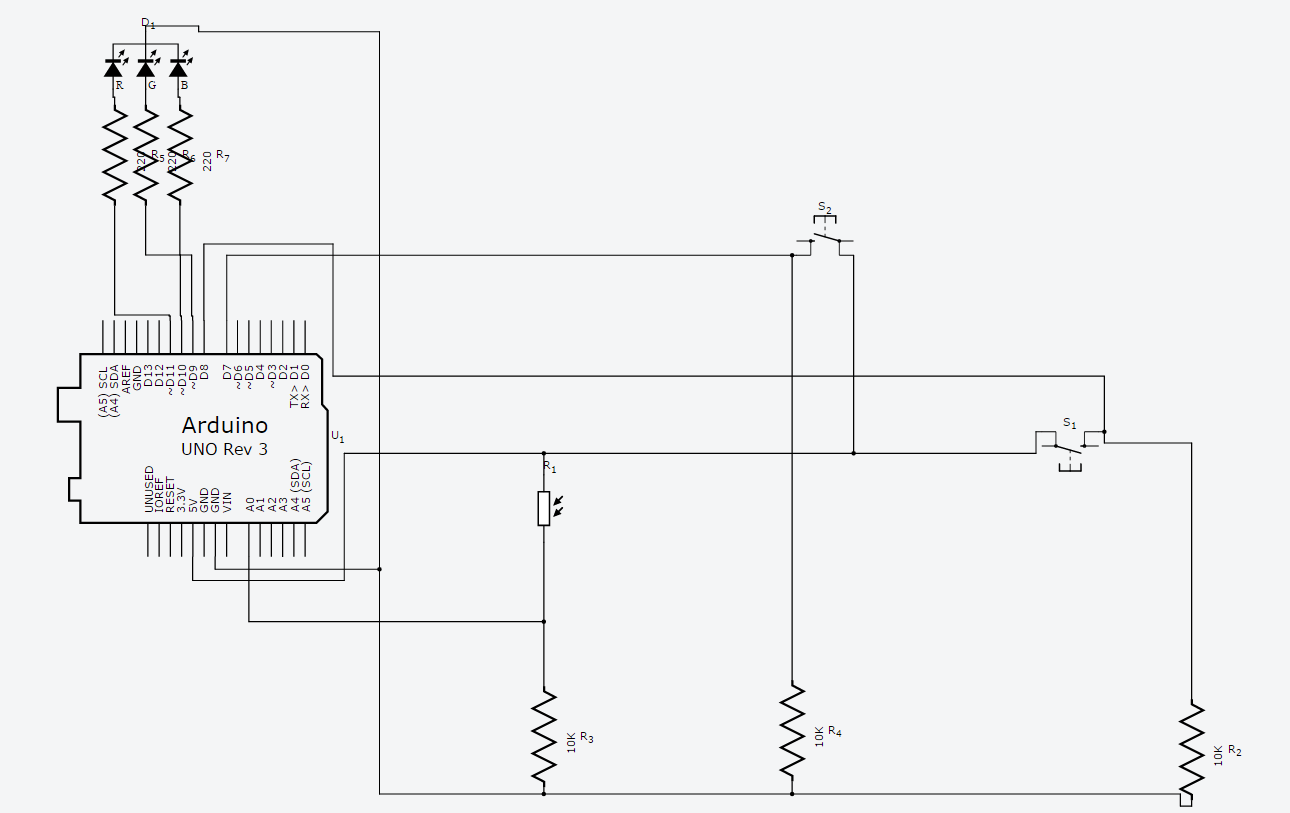 D1
R
G
B
220
R5
220
R6
220
R7
S2
(A5) SCL
(A4) SDA
AREF
GND
D13
D12
~D11
~D10
~D9
D8
D7
~D6
~D5
D4
~D3
D2
TX> D1
RX> D0
Arduino
UNO Rev 3
U1
S1
R1
UNUSED
IOREF
RESET
3.3V
5V
GND
GND
VIN
A0
A1
A2
A3
A4 (SDA)
A5 (SCL)
10K
R3
10K
R4
10K
R2